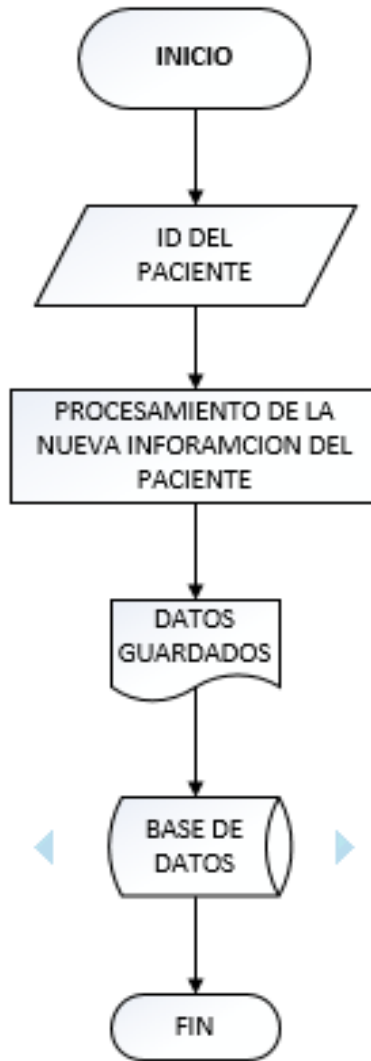 INICIO
ID DEL
PACIENTE
PROCESAMIENTO DE LA
NUEVA INFORAMCION DEL
PACIENTE
DATOS
GUARDADOS
BASE DE
DATOS
FIN